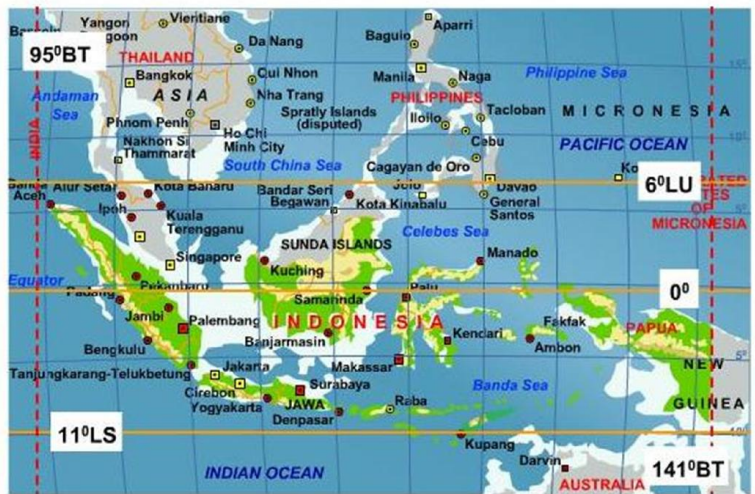 Yangon
Vientiane
Aparri
Baguio
95⁰BT
THAILAND
Da Nang
Bangkok
Manila
Naga
Philippine Sea
Qui Nhon
ASIA
Andaman
Sea
Nha Trang
PHILIPPINES
Phnom Penh
Spratly Islands
(disputed)
Iloilo
Tacloban
MICRONESIA
Ho Chi
Minh City
INDIA
Nakhon Si
Thammarat
Cebu
PACIFIC OCEAN
South China Sea
Cagayan de Oro
6⁰LU
Aceh
Alur Setar
Kota Baharu
Bandar Seri
Begawan
Jolo
Davao
Kota Kinabalu
General
Santos
OF
MICRONESIA
Ipoh
Kuala
Terengganu
Celebes Sea
SUNDA ISLANDS
Singapore
Kuching
Manado
Equator
Pekanbaru
0⁰
Padang
Samarinda
Palu
Jambi
Palembang
INDONESIA
Fakfak
PAPUA
Bengkulu
Banjarmasin
Kendari
Ambon
Makassar
Tanjungkarang-Telukbetung
Jakarta
5°
NEW
GUINEA
Cirebon
Surabaya
Banda Sea
Yogyakarta
JAWA
Raba
Denpasar
11⁰LS
Kupang
INDIAN OCEAN
Darvin
141⁰BT
AUSTRALIA